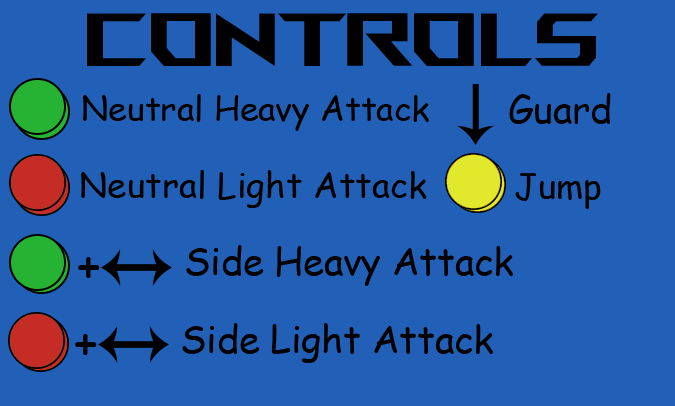 CONTROLS
Neutral Heavy Attack
Guard
Neutral Light Attack
Jump
+ Side Heavy Attack
+ Side Light Attack